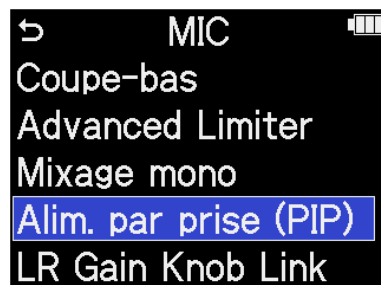 MIC
Coupe-bas
Advanced Limiter
Mixage mono
Alim. par prise (PIP)
LR Gain Knob Link